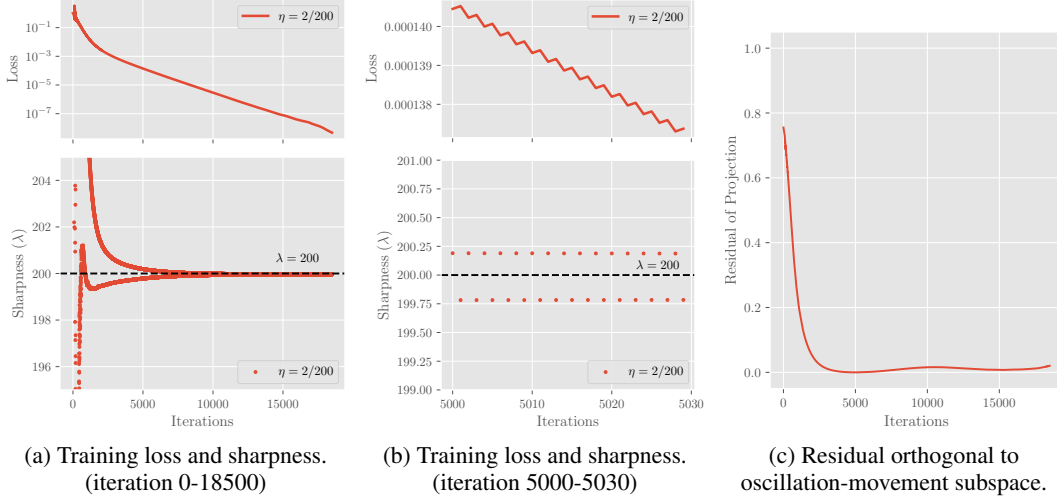 η = 2/200
10⁻¹
10⁻³
10⁻⁵
10⁻⁷
Loss
204
202
200
198
196
Sharpness (λ)
λ = 200
η = 2/200
0
5000
10000
15000
Iterations
(a) Training loss and sharpness.
(iteration 0-18500)
η = 2/200
0.000140
0.000139
0.000138
Loss
201.00
200.75
200.50
200.25
200.00
199.75
199.50
199.25
199.00
Sharpness (λ)
λ = 200
η = 2/200
5000
5010
5020
5030
Iterations
(b) Training loss and sharpness.
(iteration 5000-5030)
1.0
0.8
0.6
0.4
0.2
0.0
Residual of Projection
0
5000
10000
15000
Iterations
(c) Residual orthogonal to
oscillation-movement subspace.